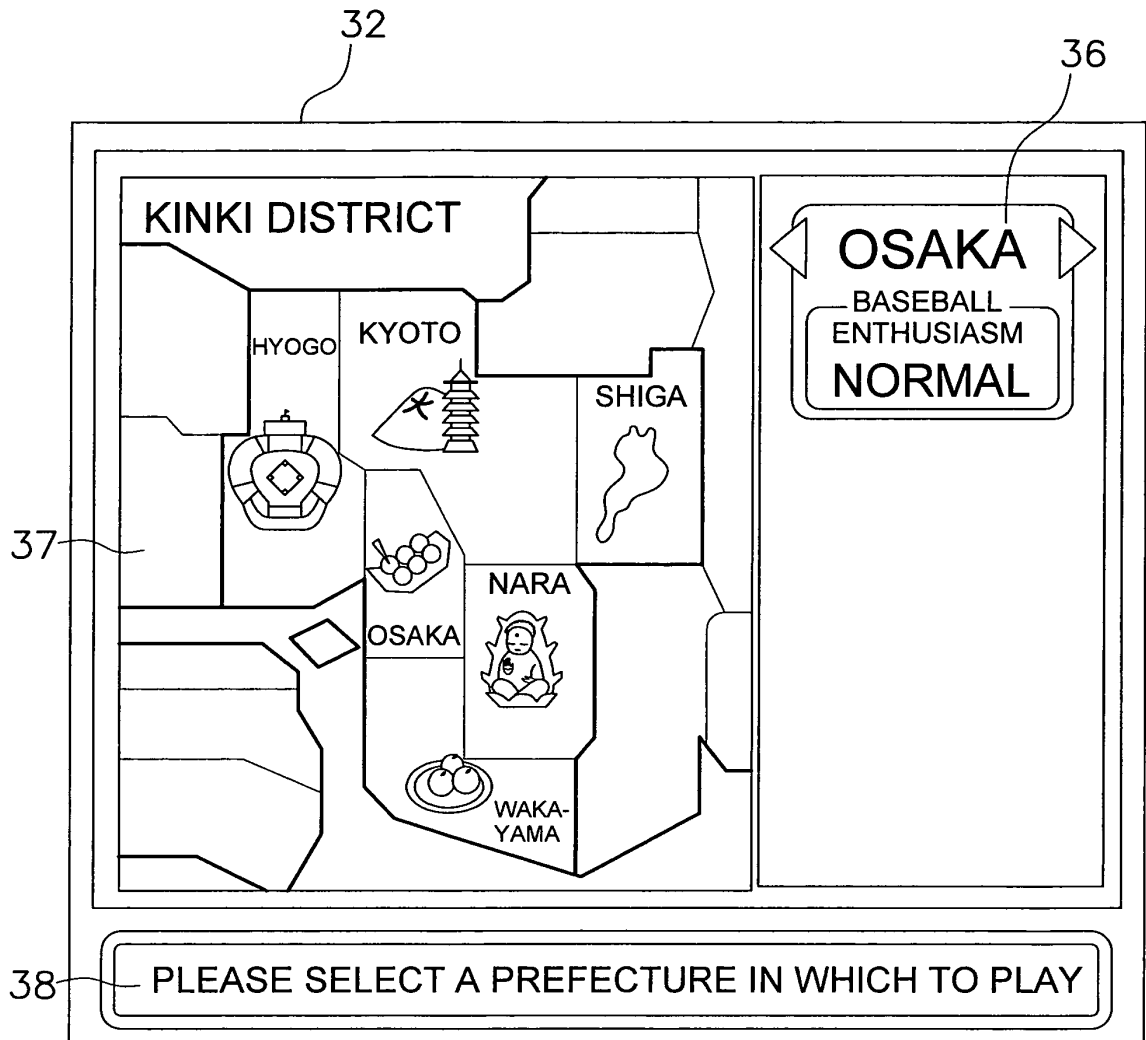 32
36
KINKI DISTRICT
OSAKA
BASEBALL
ENTHUSIASM
NORMAL
HYOGO
KYOTO
大
SHIGA
37
NARA
OSAKA
WAKA-
YAMA
38
PLEASE SELECT A PREFECTURE IN WHICH TO PLAY